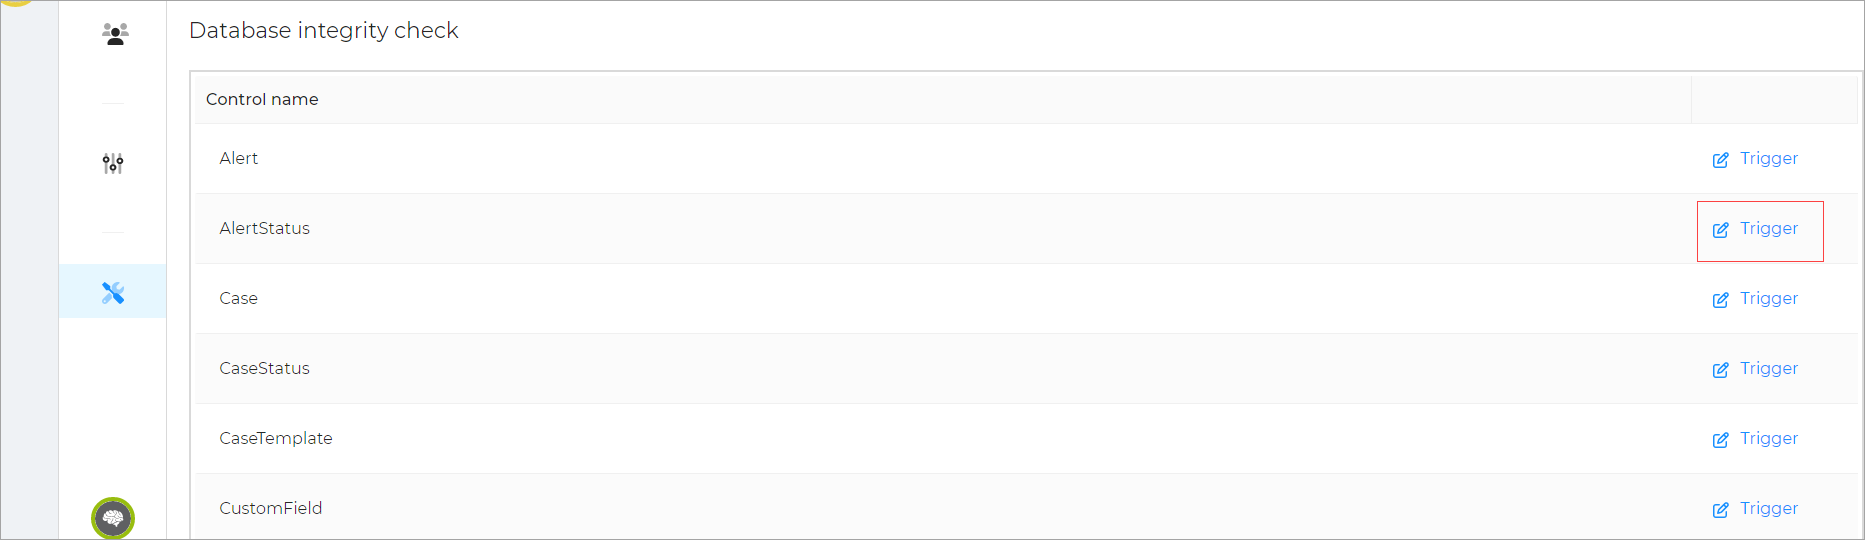 Database integrity check
Control name
Alert Trigger
AlertStatus Trigger
Case Trigger
CaseStatus Trigger
CaseTemplate Trigger
CustomField Trigger